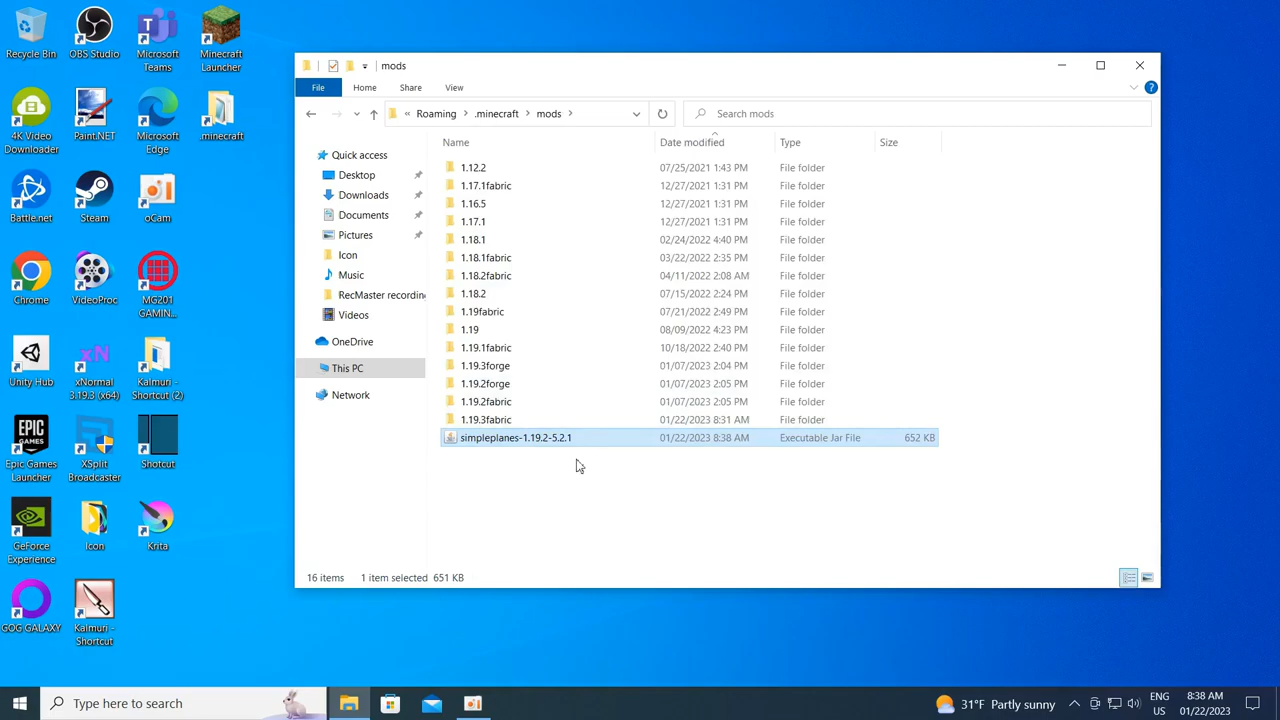 Recycle Bin
OBS Studio
Microsoft
Teams
Minecraft
Launcher
4K Video
Downloader
Paint.NET
Microsoft
Edge
.minecraft
Battle.net
Steam
oCam
Chrome
VideoProc
MG201
GAMIN...
Unity Hub
xNormal
3.19.3 (x64)
Kalmuri -
Shortcut (2)
Epic Games
Launcher
XSplit
Broadcaster
Shotcut
GeForce
Experience
Icon
Krita
GOG GALAXY
Kalmuri -
Shortcut
mods
File
Home
Share
View
« Roaming > .minecraft > mods >
Search mods
Quick access
Desktop
Downloads
Documents
Pictures
Icon
Music
RecMaster recording
Videos
OneDrive
This PC
Network
Name Date modified Type Size
1.12.2 07/25/2021 1:43 PM File folder
1.17.1fabric 12/27/2021 1:31 PM File folder
1.16.5 12/27/2021 1:31 PM File folder
1.17.1 12/27/2021 1:31 PM File folder
1.18.1 02/24/2022 4:40 PM File folder
1.18.1fabric 03/22/2022 2:35 PM File folder
1.18.2fabric 04/11/2022 2:08 AM File folder
1.18.2 07/15/2022 2:24 PM File folder
1.19fabric 07/21/2022 2:49 PM File folder
1.19 08/09/2022 4:23 PM File folder
1.19.1fabric 10/18/2022 2:40 PM File folder
1.19.3forge 01/07/2023 2:04 PM File folder
1.19.2forge 01/07/2023 2:05 PM File folder
1.19.2fabric 01/07/2023 2:05 PM File folder
1.19.3fabric 01/22/2023 8:31 AM File folder
simpleplanes-1.19.2-5.2.1 01/22/2023 8:38 AM Executable Jar File 652 KB
16 items 1 item selected 651 KB
Type here to search
31°F Partly sunny
ENG
US
8:38 AM
01/22/2023